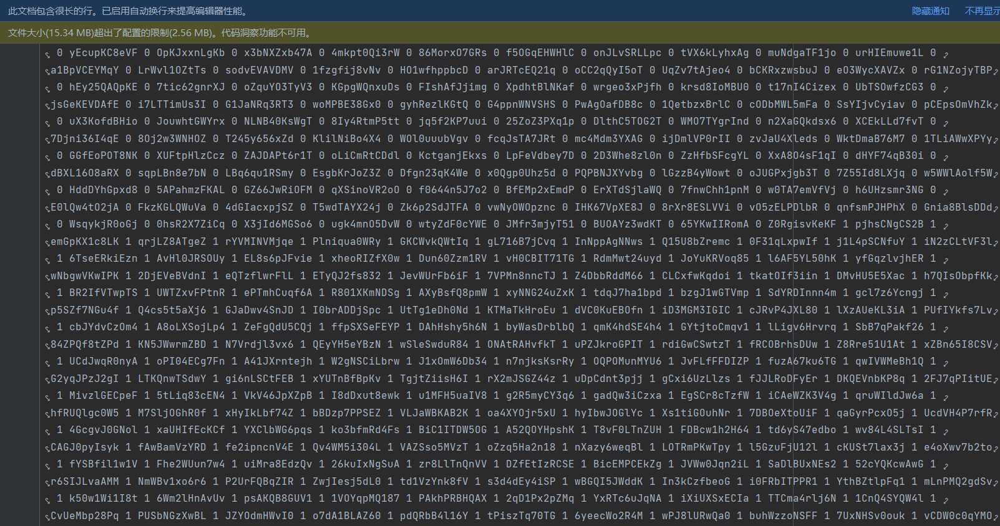 此文档包含很长的行。已启用自动换行来提高编辑器性能。 隐藏通知 不再显示
文件大小(15.34 MB)超出了配置的限制(2.56 MB)。代码洞察功能不可用。
0 yEcupKC8eVF 0 OpKJxxnLgKb 0 x3bNXZxb47A 0 4mkpt0Qi3rW 0 86MorxO7GRs 0 f5OGqEHWHlC 0 onJLvSRLLpc 0 tVX6kLyhxAg 0 muNdgaTF1jo 0 urHIEmuwe1L 0
a1BpVCEYMqY 0 LrWvl1OZtTs 0 sodvEVAVDMV 0 1fzgfij8vNv 0 HO1wfhppbcD 0 arJRTcEQ21q 0 oCC2qQyI5oT 0 UqZv7tAjeo4 0 bCKRxzwsbuJ 0 eO3WycXAVZx 0 rG1NZojyTBP
0 hEy25QAQpKE 0 7tic62gnrXJ 0 oZquYO3TyV3 0 KGpgWQnxuDs 0 FIshAfJjimg 0 XpdhtBlNKaf 0 wrgeo3xPjfh 0 krsd8IoMBU0 0 t17nI4Cizex 0 UbTSOwfzCG3 0
jsGeKEVDAfE 0 i7LTTimUs3I 0 G1JaNRq3RT3 0 woMPBE38Gx0 0 gyhRezlKGtQ 0 G4ppnWNVSHS 0 PwAgOafDB8c 0 1QetbzxBrlC 0 cODbMWL5mFa 0 SsYIjvCyiav 0 pCEpsOmVhZk
0 uX3KofdBHio 0 JouwhtGWYrx 0 NLNB40KsWgT 0 8Iy4RtmP5tt 0 jq5f2KP7uui 0 25ZoZ3PXq1p 0 DlthC5TOG2T 0 WMO7TYgrInd 0 n2XaGQkdsx6 0 XCEkLLd7fvT 0
7Djni36I4qE 0 8Oj2w3WNHOZ 0 T245y656xZd 0 KlilNiBo4X4 0 WOl0uuubVgv 0 fcqJsTA7JRt 0 mc4Mdm3YXAG 0 ijDmlVP0rII 0 zvJaU4Xleds 0 WktDmaB76M7 0 1TLiAWwXPYy
0 GGfEoPOT8NK 0 XUFtpHlzCcz 0 ZAJDAPt6r1T 0 oLiCmRtCDdl 0 KctganjEkxs 0 LpFeVdbey7D 0 2D3Whe8zl0n 0 ZzHfbSFcgYL 0 XxA8O4sF1qI 0 dHYF74qB30i 0
dBXL16O8aRX 0 sqpLBn8e7bN 0 LBq6qu1RSmy 0 EsgbKrJoZ3Z 0 Dfgn23qK4We 0 x0Qgp0Uhz5d 0 PQPBNJXYvbg 0 lGzzB4yWowt 0 oJUGPxjgb3T 0 7Z55Id8LXjq 0 w5WWlAolf5W
0 HddDYhGpxd8 0 5APahmzFKAL 0 GZ66JwRiOFM 0 qXSinoVR2oO 0 f0644n5J7o2 0 BfEMp2xEmdP 0 ErXTdSjlaWQ 0 7fnwChh1pnM 0 w0TA7emVfVj 0 h6UHzsmr3NG 0
E0lQw4tO2jA 0 FkzKGLQWuVa 0 4dGIacxpjSZ 0 T5wdTAYX24j 0 Zk6p2SdJTFA 0 vwNyOWOpznc 0 IHK67VpXE8J 0 8rXr8ESLVVi 0 vO5zELPDlbR 0 qnfsmPJHPhX 0 Gnia8BlsDDd
0 WsqykjR0oGj 0 0hsR2X7ZiCq 0 X3jId6MGSo6 0 ugk4mnO5DvW 0 wtyZdF0cYWE 0 JMfr3mjyT51 0 BUOAYz3wdKT 0 65YKwIIRomA 0 Z0RgisvKeKF 1 pjhsCNgCS2B 1
emGpKX1c8LK 1 qrjLZ8ATgeZ 1 rYVMINVMjqe 1 Plniqua0WRy 1 GKCWvkQWtIq 1 gL716B7jCvq 1 InNppAgNNws 1 Q15U8bZremc 1 0F31qLxpwIf 1 j1L4pSCNfuY 1 iN2zCLtVF3l
1 6TseERkiEzn 1 AvHl0JRSOUy 1 EL8s6pJFvie 1 xheoRIZfX0w 1 Dun60Zzm1RV 1 vH0CBIT71TG 1 RdmMwt24uyd 1 JoYuKRVoq85 1 l6AF5YL50hK 1 yfGqzlvjhER 1
wNbgwVKwIPK 1 2DjEVeBVdnI 1 eQTzflwrFlL 1 ETyQJ2fs832 1 JevWUrFb6iF 1 7VPMn8nncTJ 1 Z4DbbRddM66 1 CLCxfwKqdoi 1 tkatOIf3iin 1 DMvHU5E5Xac 1 h7QIsObpfKk
1 BR2IfVTwpTS 1 UWTZxvFPtnR 1 ePTmhCuqf6A 1 R801XKmNDSg 1 AXyBsfQ8pmW 1 xyNNG24uZxK 1 tdqJ7ha1bpd 1 bzgJ1wGTVmp 1 SdYRDInnn4m 1 gcl7z6Ycngj 1
p5SZf7NGu4f 1 Q4cs5t5aXj6 1 GJaDwv4SnJD 1 I0brADDjSpc 1 UtTg1eDh0Nd 1 KTMaTkHroEu 1 dVC0KuEBOfn 1 iD3MGM3IGIC 1 cJRvP4JXL80 1 lXzAUeKL3iA 1 PUfIYkfs7Lv
1 cbJYdvCzOm4 1 A8oLXSojLp4 1 ZeFgQdU5CQj 1 ffpSXSeFEYP 1 DAhHshy5h6N 1 byWasDrblbQ 1 qmK4hdSE4h4 1 GYtjtoCmqv1 1 lLigv6Hrvrq 1 SbB7qPakf26 1
84ZPQf8tZPd 1 KN5JWwrmZBD 1 N7Vrdjl3vx6 1 QEyYH5eYBzN 1 wSleSwduR84 1 ONAtRAHvfkT 1 uPZJkroGPIT 1 rdiGwCSwtzT 1 fRCOBrhsDUw 1 Z8Rre51U1At 1 xZBn65I8CSV
1 UCdJwqR0nyA 1 oPI04ECg7Fn 1 A41JXrntejh 1 W2gNSCiLbrw 1 J1xOmW6Db34 1 n7njksKsrRy 1 OQPOMunMYU6 1 JvFLfFFDIZP 1 fuzA67ku6TG 1 qwIVWMeBh1Q 1
G2yqJPzJ2gI 1 LTKQnwTSdwY 1 gi6nLSCtFEB 1 xYUTnBfBpKv 1 TgjtZiisH6I 1 rX2mJSGZ44z 1 uDpCdnt3pjj 1 gCxi6UzLlzs 1 fJJLRoDFyEr 1 DKQEVnbKP8q 1 2FJ7qPIitUE
1 MivzlGECpeF 1 5tLiq83cEN4 1 VkV46JpXZpB 1 I8dDxut8ewk 1 u1MFH5uaIV8 1 g2R5myCY3q6 1 gadQw3iCzxa 1 EgSCr8cTzfW 1 iCAeWZK3V4g 1 qruWIldJw6a 1
hfRUQlgc0W5 1 M7SljOGhR0f 1 xHyIkLbf74Z 1 bBDzp7PPSEZ 1 VLJaWBKAB2K 1 oa4XYOjr5xU 1 hyIbwJOGlYc 1 Xs1tiGOuhNr 1 7DBOeXtoUiF 1 qaGyrPcxO5j 1 UcdVH4P7rfR
1 4GcgvJ0GNol 1 xaUHIfEcKCf 1 YXClbWG6pqs 1 ko3bfmRd4Fs 1 BiC1ITDW5OG 1 A52QOYHpshK 1 T8vF0LTnZUH 1 FDBcw1h2H64 1 td6yS47edbo 1 wv84L4SLTsI 1
CAGJ0pyIsyk 1 fAwBamVzYRD 1 fe2ipncnV4E 1 Qv4WM5i304L 1 VAZSso5MVzT 1 oZzq5Ha2n18 1 nXazy6weqBl 1 LOTRmPKwTpy 1 l5GzuFjU12l 1 cKUSt7lax3j 1 e4oXwv7b2to
1 fYSBfil1w1V 1 Fhe2WUun7w4 1 uiMra8EdzQv 1 26kuIxNgSuA 1 zr8LlTnQnVV 1 DZfEtIzRCSE 1 BicEMPCEkZg 1 JVWw0Jqn2iL 1 SaDlBUxNEs2 1 52cYQKcwAwG 1
r6SIJLvaAMM 1 NmWBv1xo6r6 1 P2UrFQBqZIR 1 ZwjIesj5dL0 1 td1VzYnk8fV 1 s3d4dEy4iSP 1 wBGQI5JWddK 1 In3kCzfbeoG 1 i0FRbITPPR1 1 YthBZtlpFq1 1 mLnPMQ2gdSv
1 k50w1Wi1I8t 1 6Wm2lHnAvUv 1 psAKQB8GUV1 1 1VOYqpMQ187 1 PAkhPRBHQAX 1 2qD1Px2pZMq 1 YxRTc6uJqNA 1 iXiUXSxECIa 1 TTCma4rlj6N 1 1CnQ4SYQW4l 1
CvUeMbp28Pq 1 PUSbNGzXwBL 1 JZYOdmHWvI0 1 o7dA1BLAZ60 1 pdQRbB4l16Y 1 tPiszTq70TG 1 6yeecWo2R4M 1 wPJ8lURwQa0 1 buhWzzoNSFF 1 7UxNHSv0ouk 1 vCDW0c0qYMO